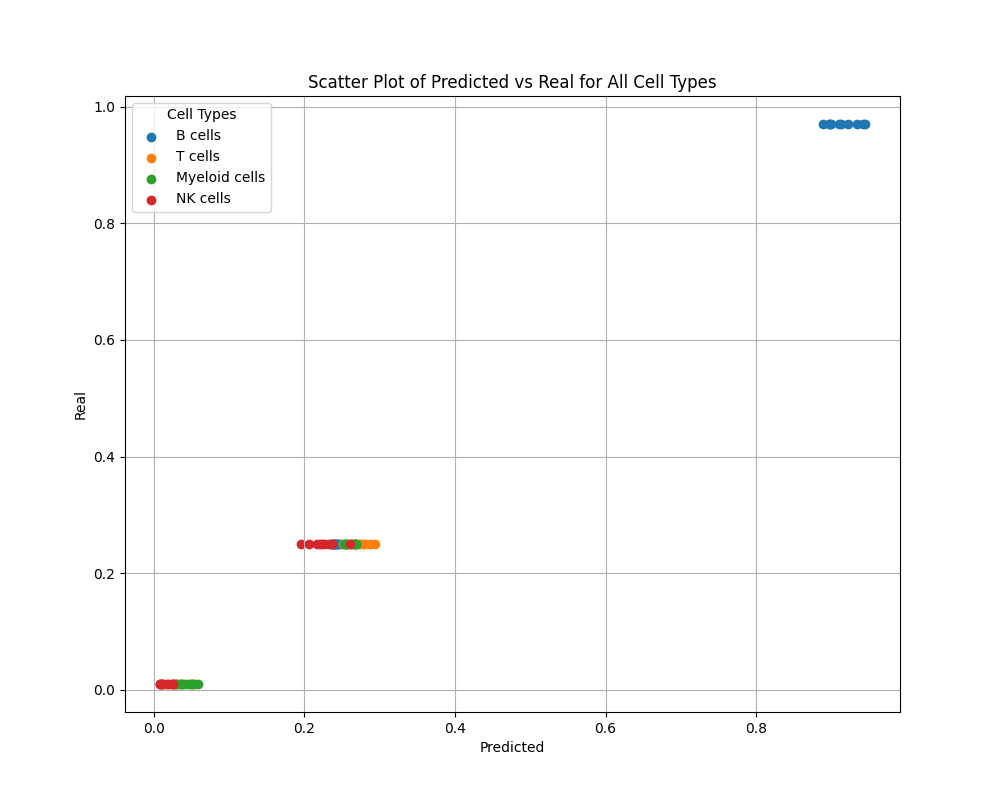 Scatter Plot of Predicted vs Real for All Cell Types
Cell Types
B cells
T cells
Myeloid cells
NK cells
1.0
0.8
0.6
0.4
0.2
0.0
Real
0.0
0.2
0.4
0.6
0.8
Predicted